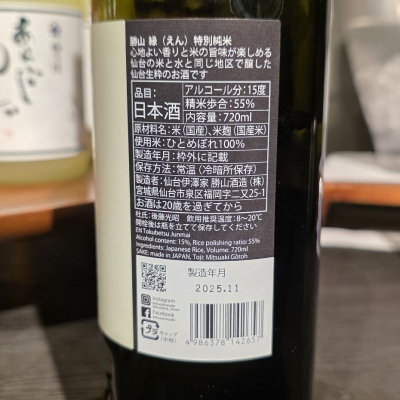 勝山 縁（えん）特別純米
心地よい香りと米の旨味が楽しめる
仙台の米と水と同じ地区で醸した
仙台生粋のお酒です
品目：
日本酒
アルコール分：15度
精米歩合：55%
内容量：720ml
原材料名：米（国産）、米麹（国産米）
使用米：ひとめぼれ100%
製造年月：枠外に記載
保存方法：常温（冷暗所保存）
製造者：仙台伊澤家 勝山酒造（株）
宮城県仙台市泉区福岡字二又25-1
お酒は20歳を過ぎてから
杜氏：後藤光昭 飲用推奨温度：8～20℃
開栓後は瓶を立てて保存してください
EN Tokubetsu Junmai
Alcohol content: 15%, Rice polishing ratio: 55%
Ingredients: Japanese Rice, Volume: 720ml
SAKE: made in JAPAN, Toji: Mitsuaki Gôtoh
製造年月
2025.11
instagram
facebook
キャップ
4 986378 142657